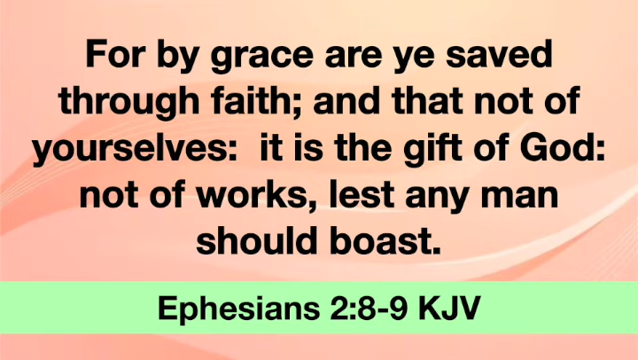 For by grace are ye saved
through faith; and that not of
yourselves:  it is the gift of God:
not of works, lest any man
should boast.
Ephesians 2:8-9 KJV